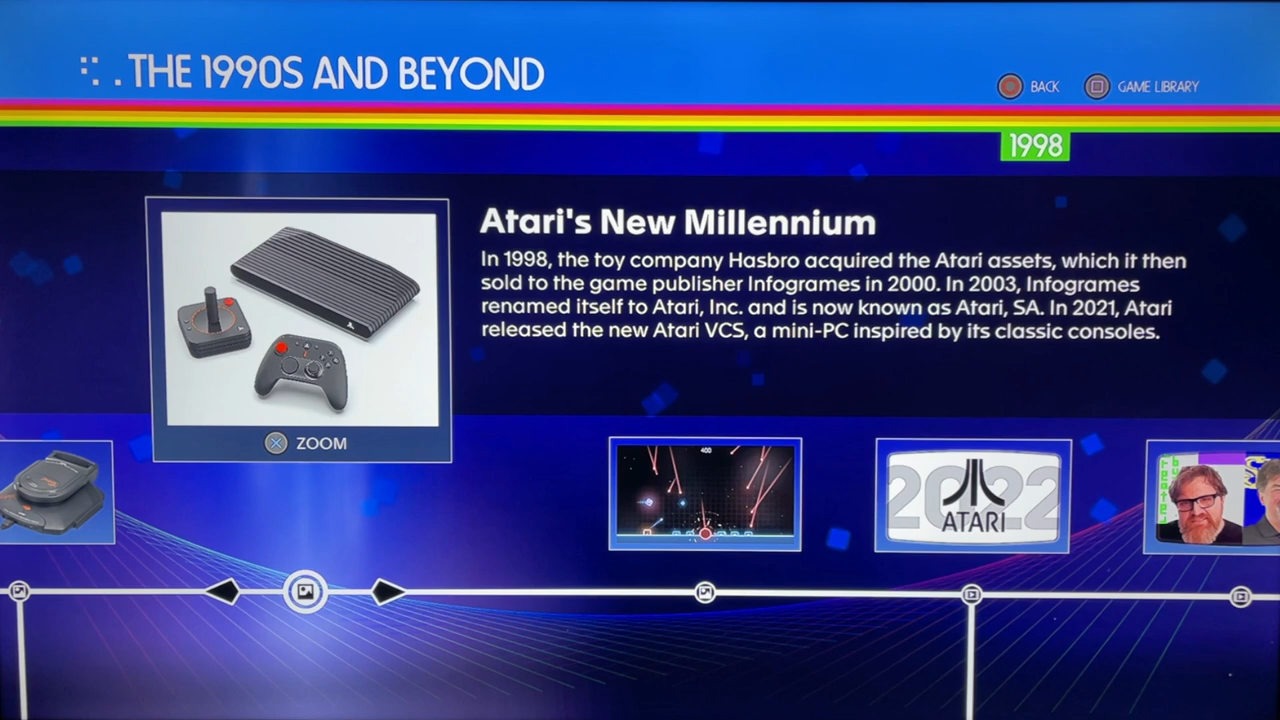 THE 1990S AND BEYOND
BACK
GAME LIBRARY
1998
Atari's New Millennium
In 1998, the toy company Hasbro acquired the Atari assets, which it then
sold to the game publisher Infogrames in 2000. In 2003, Infogrames
renamed itself to Atari, Inc. and is now known as Atari, SA. In 2021, Atari
released the new Atari VCS, a mini-PC inspired by its classic consoles.
ZOOM
400
2022
ATARI